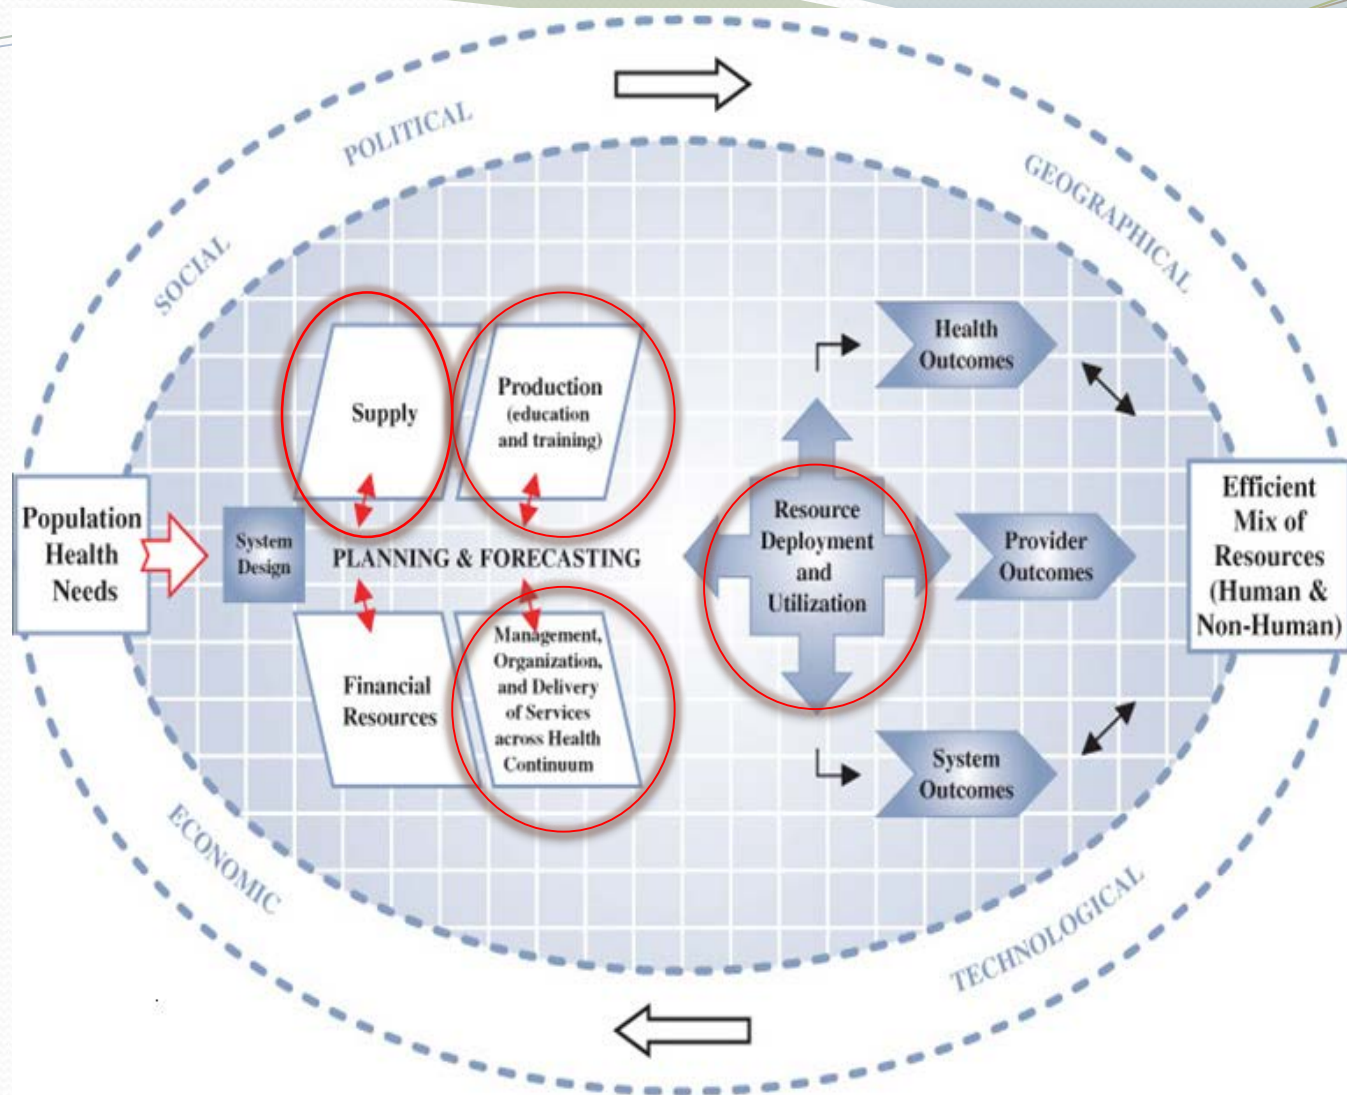 POLITICAL
SOCIAL
GEOGRAPHICAL
Population
Health
Needs
System
Design
Supply
Production
(education
and training)
PLANNING & FORECASTING
Financial
Resources
Management,
Organization,
and Delivery
of Services
across Health
Continuum
Resource
Deployment
and
Utilization
Health
Outcomes
Provider
Outcomes
System
Outcomes
Efficient
Mix of
Resources
(Human &
Non-Human)
ECONOMIC
TECHNOLOGICAL